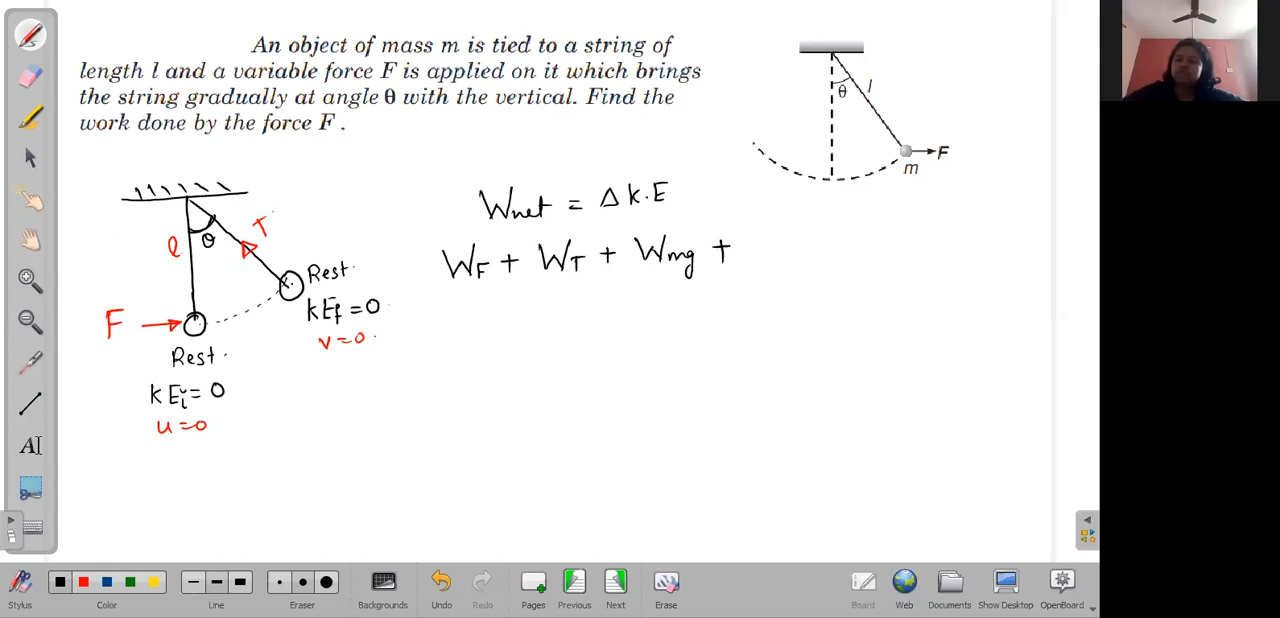 An object of mass m is tied to a string of
length l and a variable force F is applied on it which brings
the string gradually at angle θ with the vertical. Find the
work done by the force F .
θ
l
F
m
l
θ
T
F
Rest.
kEf = 0
v = 0.
Rest.
kEi = 0
u = 0
Wnet = Δk.E
WF + WT + Wmg +
A
Stylus
Color
Line
Eraser
Backgrounds
Undo
Redo
Pages
Previous
Next
Erase
Board
Web
Documents
Show Desktop
OpenBoard